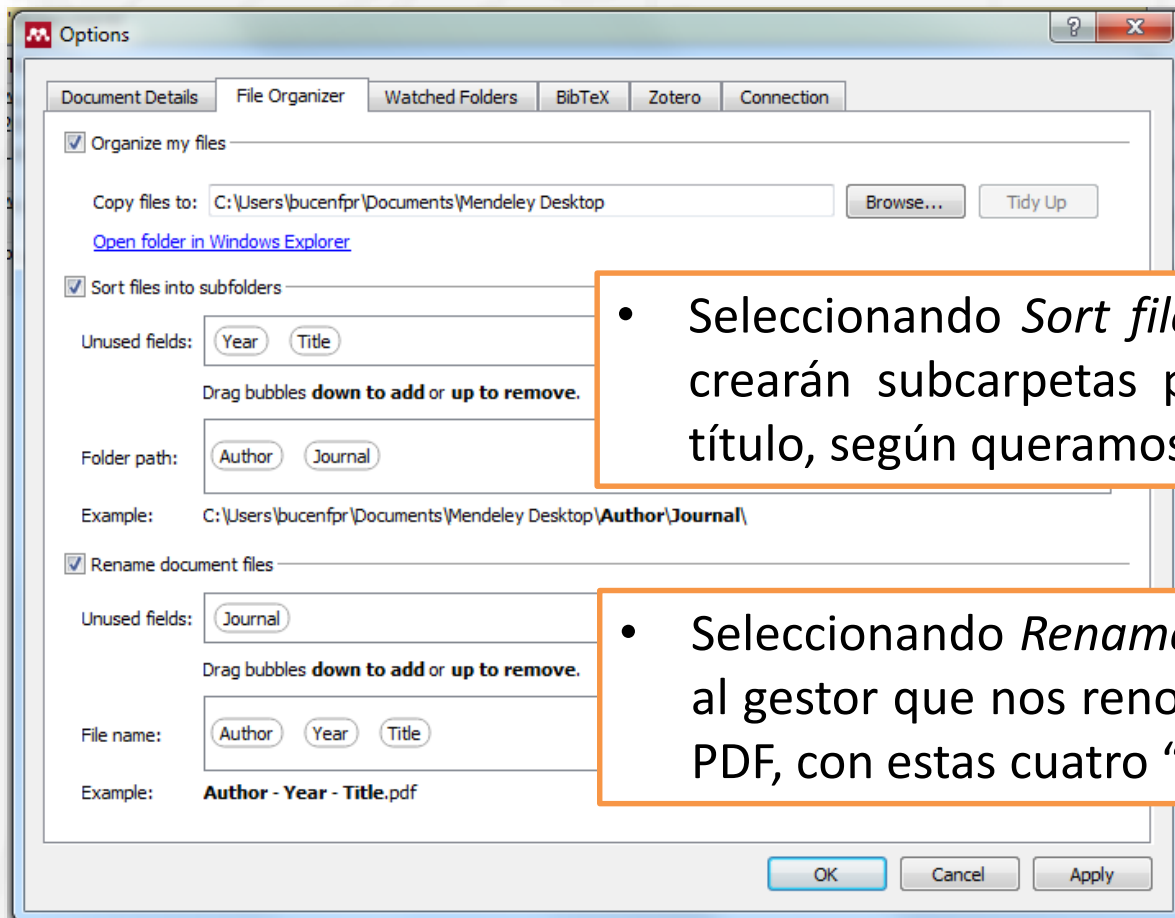 Options
Document Details File Organizer Watched Folders BibTeX Zotero Connection
Organize my files
Copy files to: C:\Users\bucenfpr\Documents\Mendeley Desktop Browse... Tidy Up
Open folder in Windows Explorer
Sort files into subfolders
Unused fields: Year Title
Drag bubbles down to add or up to remove.
Folder path: Author Journal
Example: C:\Users\bucenfpr\Documents\Mendeley Desktop\Author\Journal\
• Seleccionando Sort
crearán subcarpetas
título, según queramos
Rename document files
Unused fields: Journal
Drag bubbles down to add or up to remove.
File name: Author Year Title
Example: Author - Year - Title.pdf
• Seleccionando Rename
al gestor que nos
PDF, con estas cuatro “
OK Cancel Apply